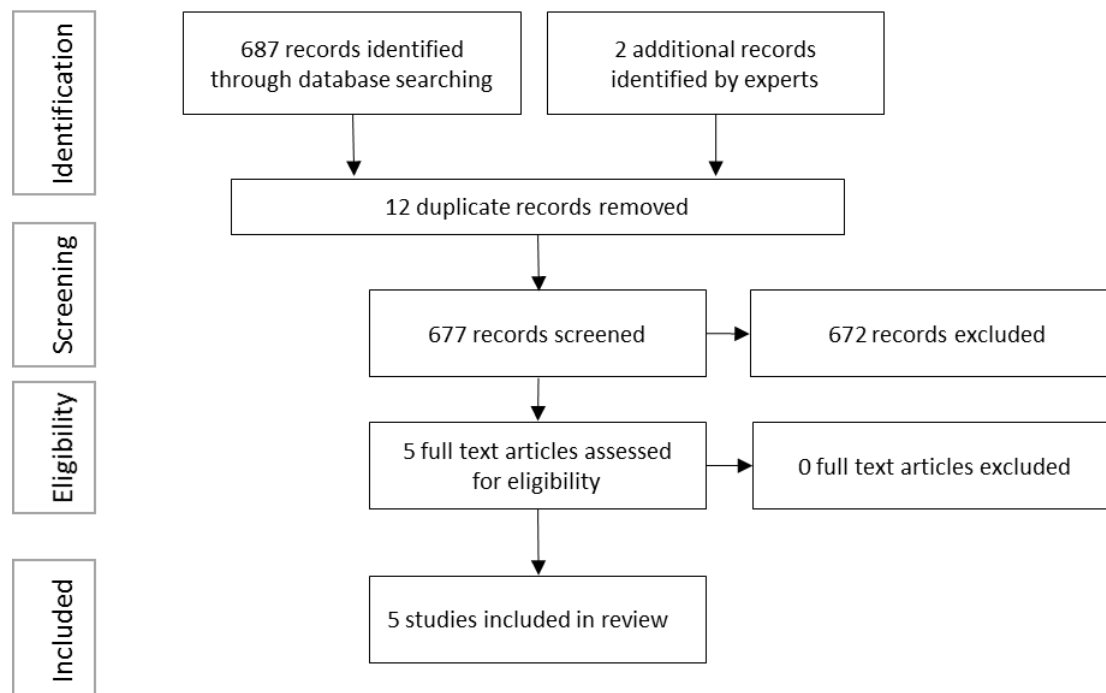 Identification
687 records identified
through database searching
2 additional records
identified by experts
12 duplicate records removed
Screening
677 records screened
672 records excluded
Eligibility
5 full text articles assessed
for eligibility
0 full text articles excluded
Included
5 studies included in review